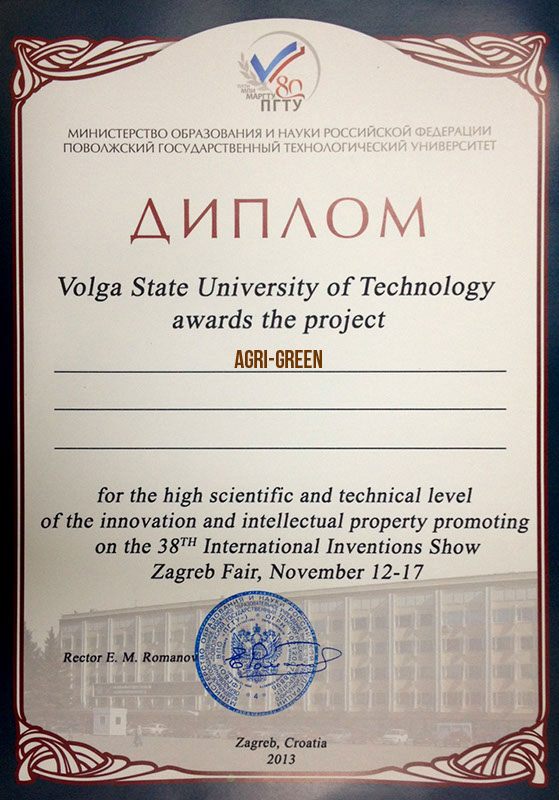 МПИ
МАРГТУ
80
ПГТУ
МИНИСТЕРСТВО ОБРАЗОВАНИЯ И НАУКИ РОССИЙСКОЙ ФЕДЕРАЦИИ
ПОВОЛЖСКИЙ ГОСУДАРСТВЕННЫЙ ТЕХНОЛОГИЧЕСКИЙ УНИВЕРСИТЕТ
ДИПЛОМ
Volga State University of Technology
awards the project
AGRI-GREEN
for the high scientific and technical level
of the innovation and intellectual property promoting
on the 38TH International Inventions Show
Zagreb Fair, November 12-17
Rector E. M. Romanov
Zagreb, Croatia
2013